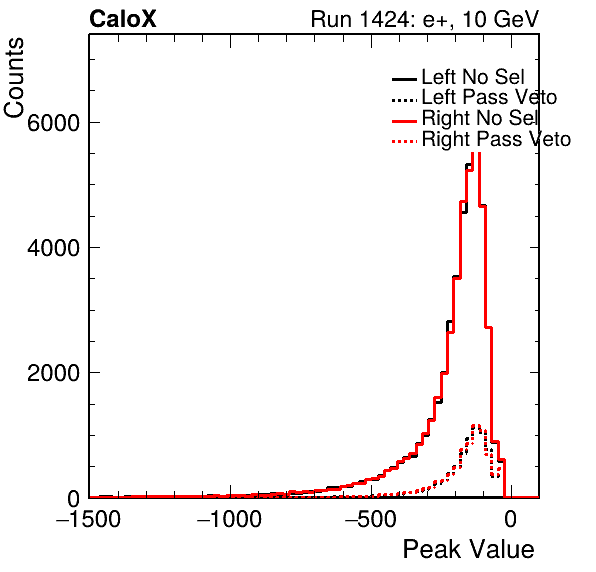 CaloX Run 1424: e+, 10 GeV
Counts
Left No Sel
Left Pass Veto
Right No Sel
Right Pass Veto
6000
4000
2000
0
−1500 −1000 −500 0
Peak Value